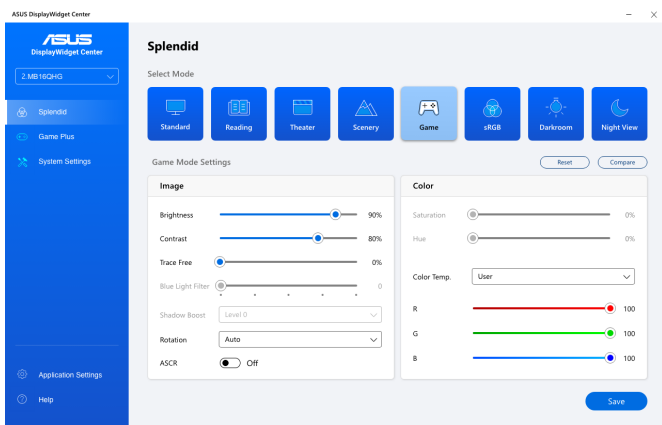 ASUS DisplayWidget Center
ASUS
DisplayWidget Center
2.MB16QHG
Splendid
Game Plus
System Settings
Application Settings
Help
Splendid
Select Mode
Standard
Reading
Theater
Scenery
Game
sRGB
Darkroom
Night View
Game Mode Settings
Reset
Compare
Image
Brightness 90%
Contrast 80%
Trace Free 0%
Blue Light Filter 0
Shadow Boost Level 0
Rotation Auto
ASCR Off
Color
Saturation 0%
Hue 0%
Color Temp. User
R 100
G 100
B 100
Save